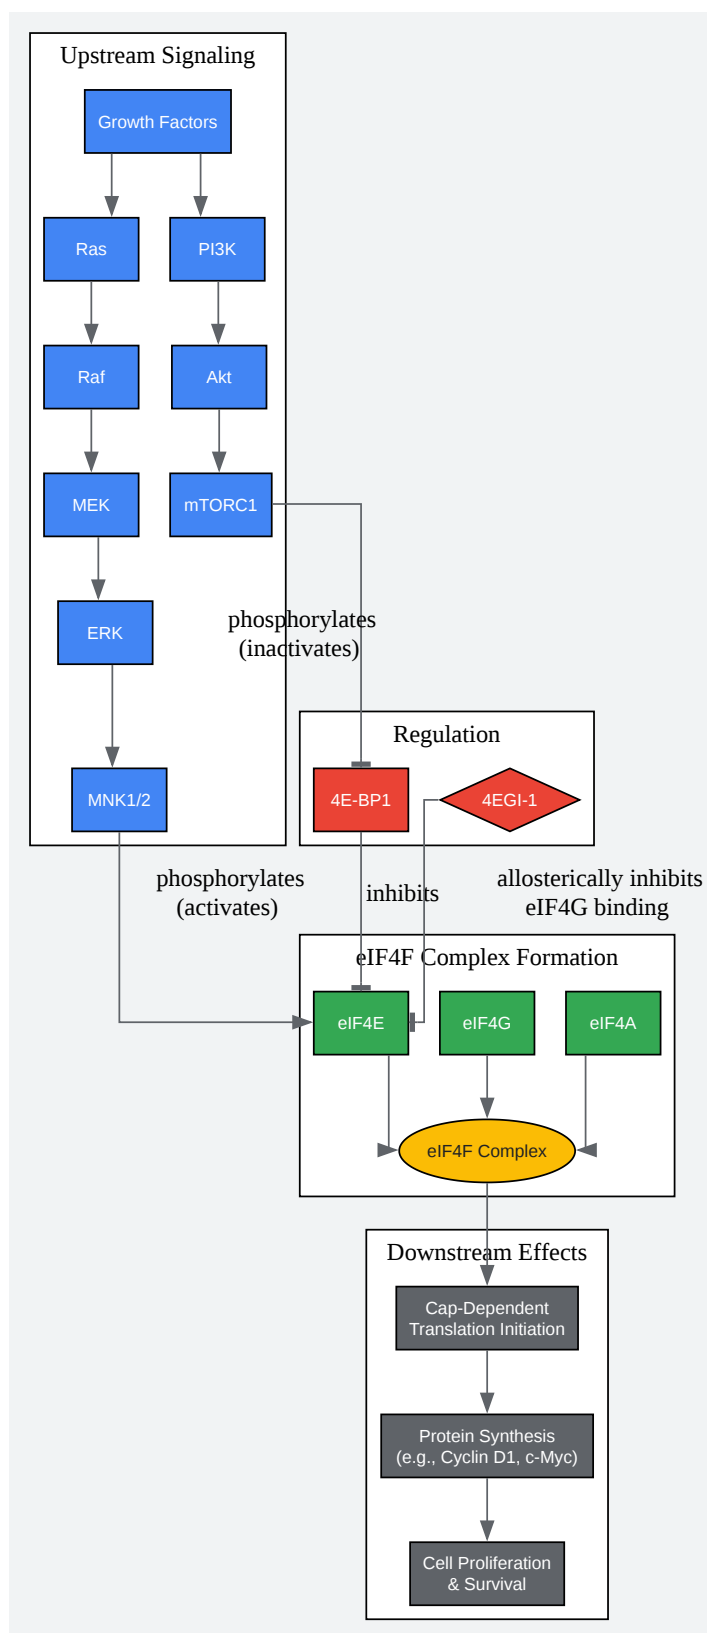 Upstream Signaling
Growth Factors
Ras
PI3K
Raf
Akt
MEK
mTORC1
ERK
phosphorylates
(inactivates)
Regulation
MNK1/2
4E-BP1
4EGI-1
phosphorylates
(activates)
inhibits
allosterically inhibits
eIF4G binding
eIF4F Complex Formation
eIF4E
eIF4G
eIF4A
eIF4F Complex
Downstream Effects
Cap-Dependent
Translation Initiation
Protein Synthesis
(e.g., Cyclin D1, c-Myc)
Cell Proliferation
& Survival